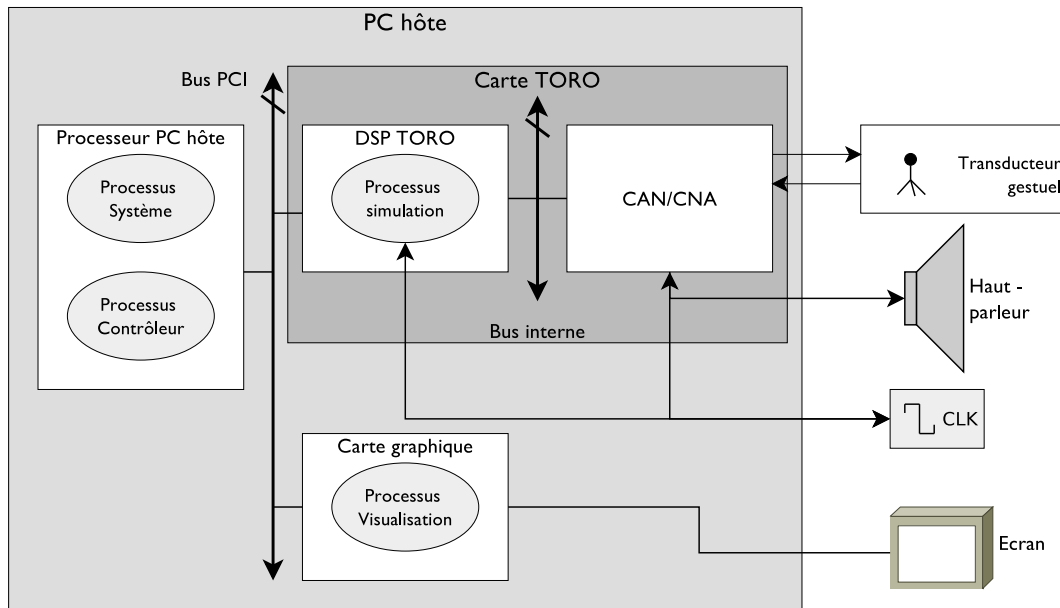 PC hôte
Bus PCI
Carte TORO
Processeur PC hôte
DSP TORO
Processus
Système
Processus
simulation
CAN/CNA
Transducteur
gestuel
Processus
Contrôleur
Bus interne
Haut -
parleur
CLK
Carte graphique
Processus
Visualisation
Ecran